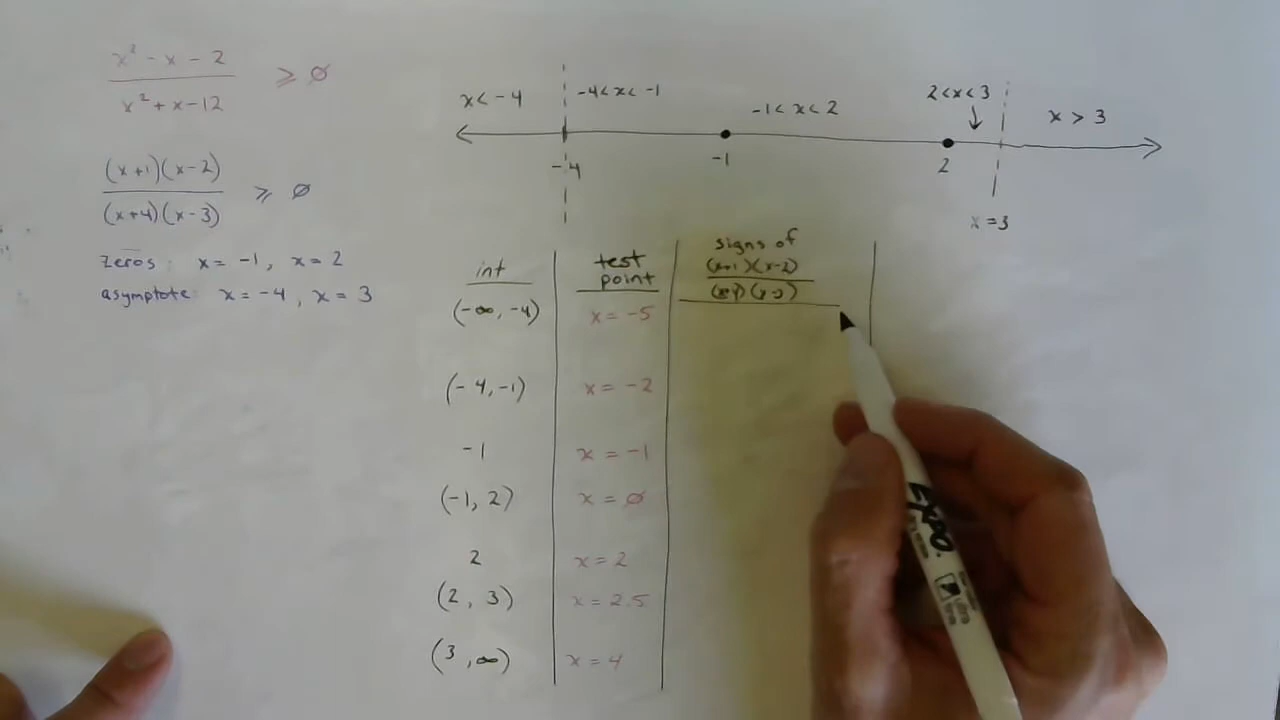 x² - x - 2
x² + x - 12
≥ ∅
(x+1)(x-2)
(x+4)(x-3)
≥ ∅
zeros: x = -1, x = 2
asymptote: x = -4, x = 3
x < -4
-4 < x < -1
-1 < x < 2
2 < x < 3
x > 3
-4
-1
2
x = 3
int
test point
signs of
(x+1)(x-2)
(x+4)(x-3)
(-∞, -4)
x = -5
(-4, -1)
x = -2
-1
x = -1
(-1, 2)
x = ∅
2
x = 2
(2, 3)
x = 2.5
(3, ∞)
x = 4
EXPO